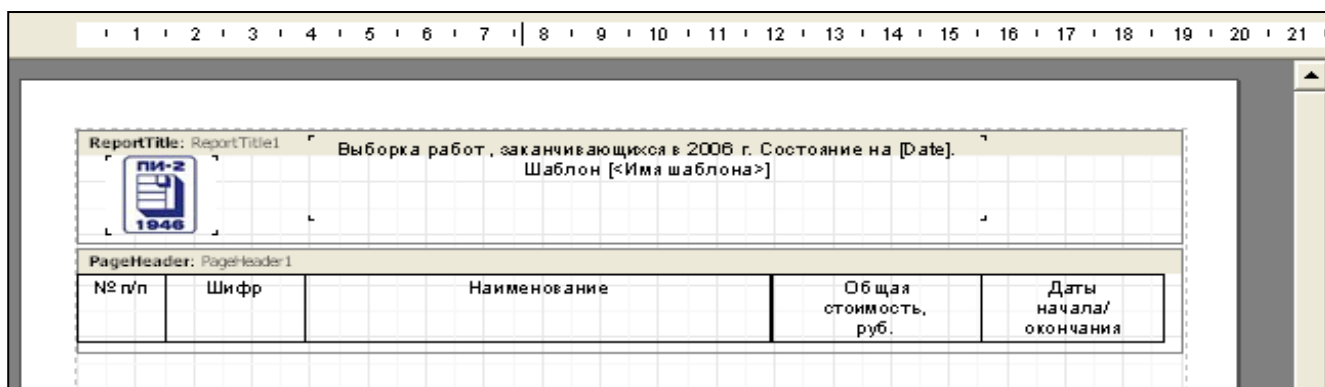 1 2 3 4 5 6 7 8 9 10 11 12 13 14 15 16 17 18 19 20 21
ReportTitle: ReportTitle1
Выборка работ, заканчивающихся в 2006 г. Состояние на [Date].
Шаблон [<Имя шаблона>]
ПИ-2
1946
PageHeader: PageHeader1
№ п/п Шифр Наименование Общая стоимость, руб. Даты начала/ окончания